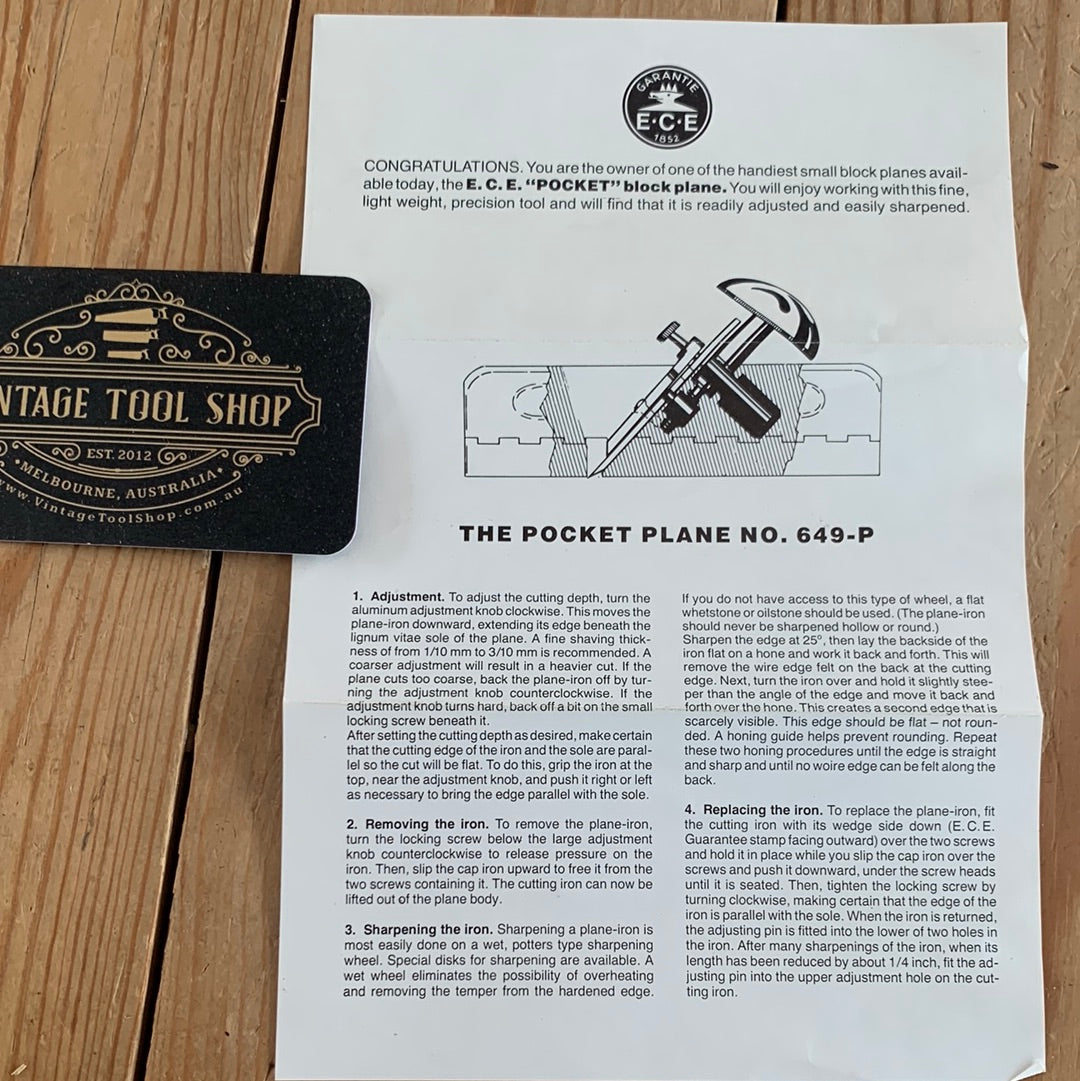 GARANTIE
E·C·E
1852
CONGRATULATIONS. You are the owner of one of the handiest small block planes avail-
able today, the E. C. E. “POCKET” block plane. You will enjoy working with this fine,
light weight, precision tool and will find that it is readily adjusted and easily sharpened.
NTAGE TOOL SHOP
EST. 2012
•MELBOURNE, AUSTRALIA•
www.VintageToolShop.com.au
THE POCKET PLANE NO. 649-P
1. Adjustment. To adjust the cutting depth, turn the
aluminum adjustment knob clockwise. This moves the
plane-iron downward, extending its edge beneath the
lignum vitae sole of the plane. A fine shaving thick-
ness of from 1/10 mm to 3/10 mm is recommended. A
coarser adjustment will result in a heavier cut. If the
plane cuts too coarse, back the plane-iron off by tur-
ning the adjustment knob counterclockwise. If the
adjustment knob turns hard, back off a bit on the small
locking screw beneath it.
After setting the cutting depth as desired, make certain
that the cutting edge of the iron and the sole are paral-
lel so the cut will be flat. To do this, grip the iron at the
top, near the adjustment knob, and push it right or left
as necessary to bring the edge parallel with the sole.
2. Removing the iron. To remove the plane-iron,
turn the locking screw below the large adjustment
knob counterclockwise to release pressure on the
iron. Then, slip the cap iron upward to free it from the
two screws containing it. The cutting iron can now be
lifted out of the plane body.
3. Sharpening the iron. Sharpening a plane-iron is
most easily done on a wet, potters type sharpening
wheel. Special disks for sharpening are available. A
wet wheel eliminates the possibility of overheating
and removing the temper from the hardened edge.
If you do not have access to this type of wheel, a flat
whetstone or oilstone should be used. (The plane-iron
should never be sharpened hollow or round.)
Sharpen the edge at 25°, then lay the backside of the
iron flat on a hone and work it back and forth. This will
remove the wire edge felt on the back at the cutting
edge. Next, turn the iron over and hold it slightly stee-
per than the angle of the edge and move it back and
forth over the hone. This creates a second edge that is
scarcely visible. This edge should be flat – not roun-
ded. A honing guide helps prevent rounding. Repeat
these two honing procedures until the edge is straight
and sharp and until no woire edge can be felt along the
back.
4. Replacing the iron. To replace the plane-iron, fit
the cutting iron with its wedge side down (E. C. E.
Guarantee stamp facing outward) over the two screws
and hold it in place while you slip the cap iron over the
screws and push it downward, under the screw heads
until it is seated. Then, tighten the locking screw by
turning clockwise, making certain that the edge of the
iron is parallel with the sole. When the iron is returned,
the adjusting pin is fitted into the lower of two holes in
the iron. After many sharpenings of the iron, when its
length has been reduced by about 1/4 inch, fit the ad-
justing pin into the upper adjustment hole on the cut-
ting iron.